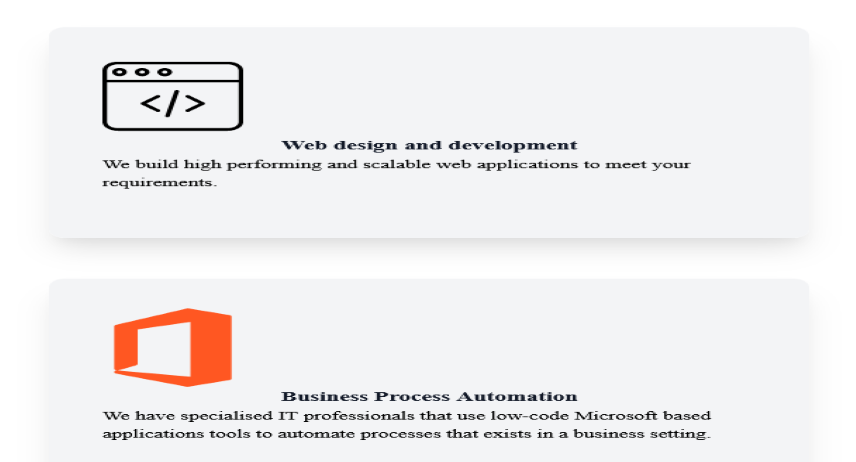 </>
Web design and development
We build high performing and scalable web applications to meet your
requirements.
Business Process Automation
We have specialised IT professionals that use low-code Microsoft based
applications tools to automate processes that exists in a business setting.